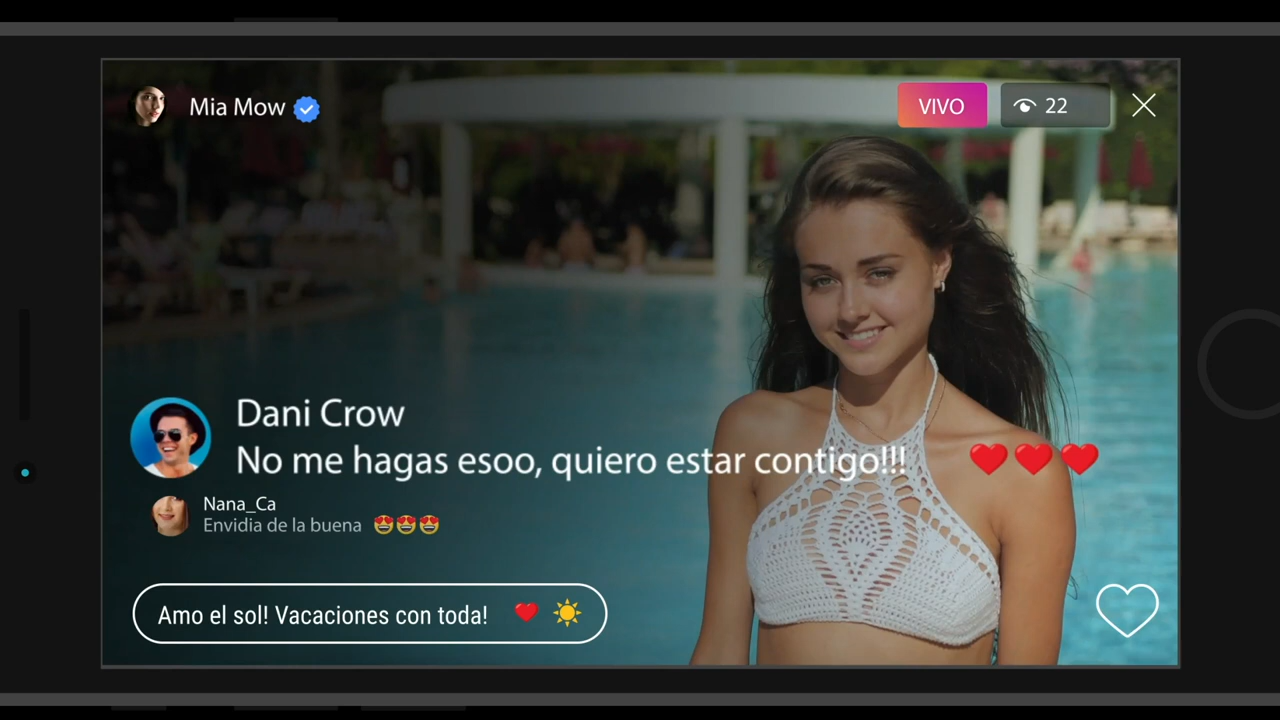 Mia Mow
VIVO
22
Dani Crow
No me hagas esoo, quiero estar contigo!!! ❤️❤️❤️
Nana_Ca
Envidia de la buena 😍😍😍
Amo el sol! Vacaciones con toda! ❤️☀️